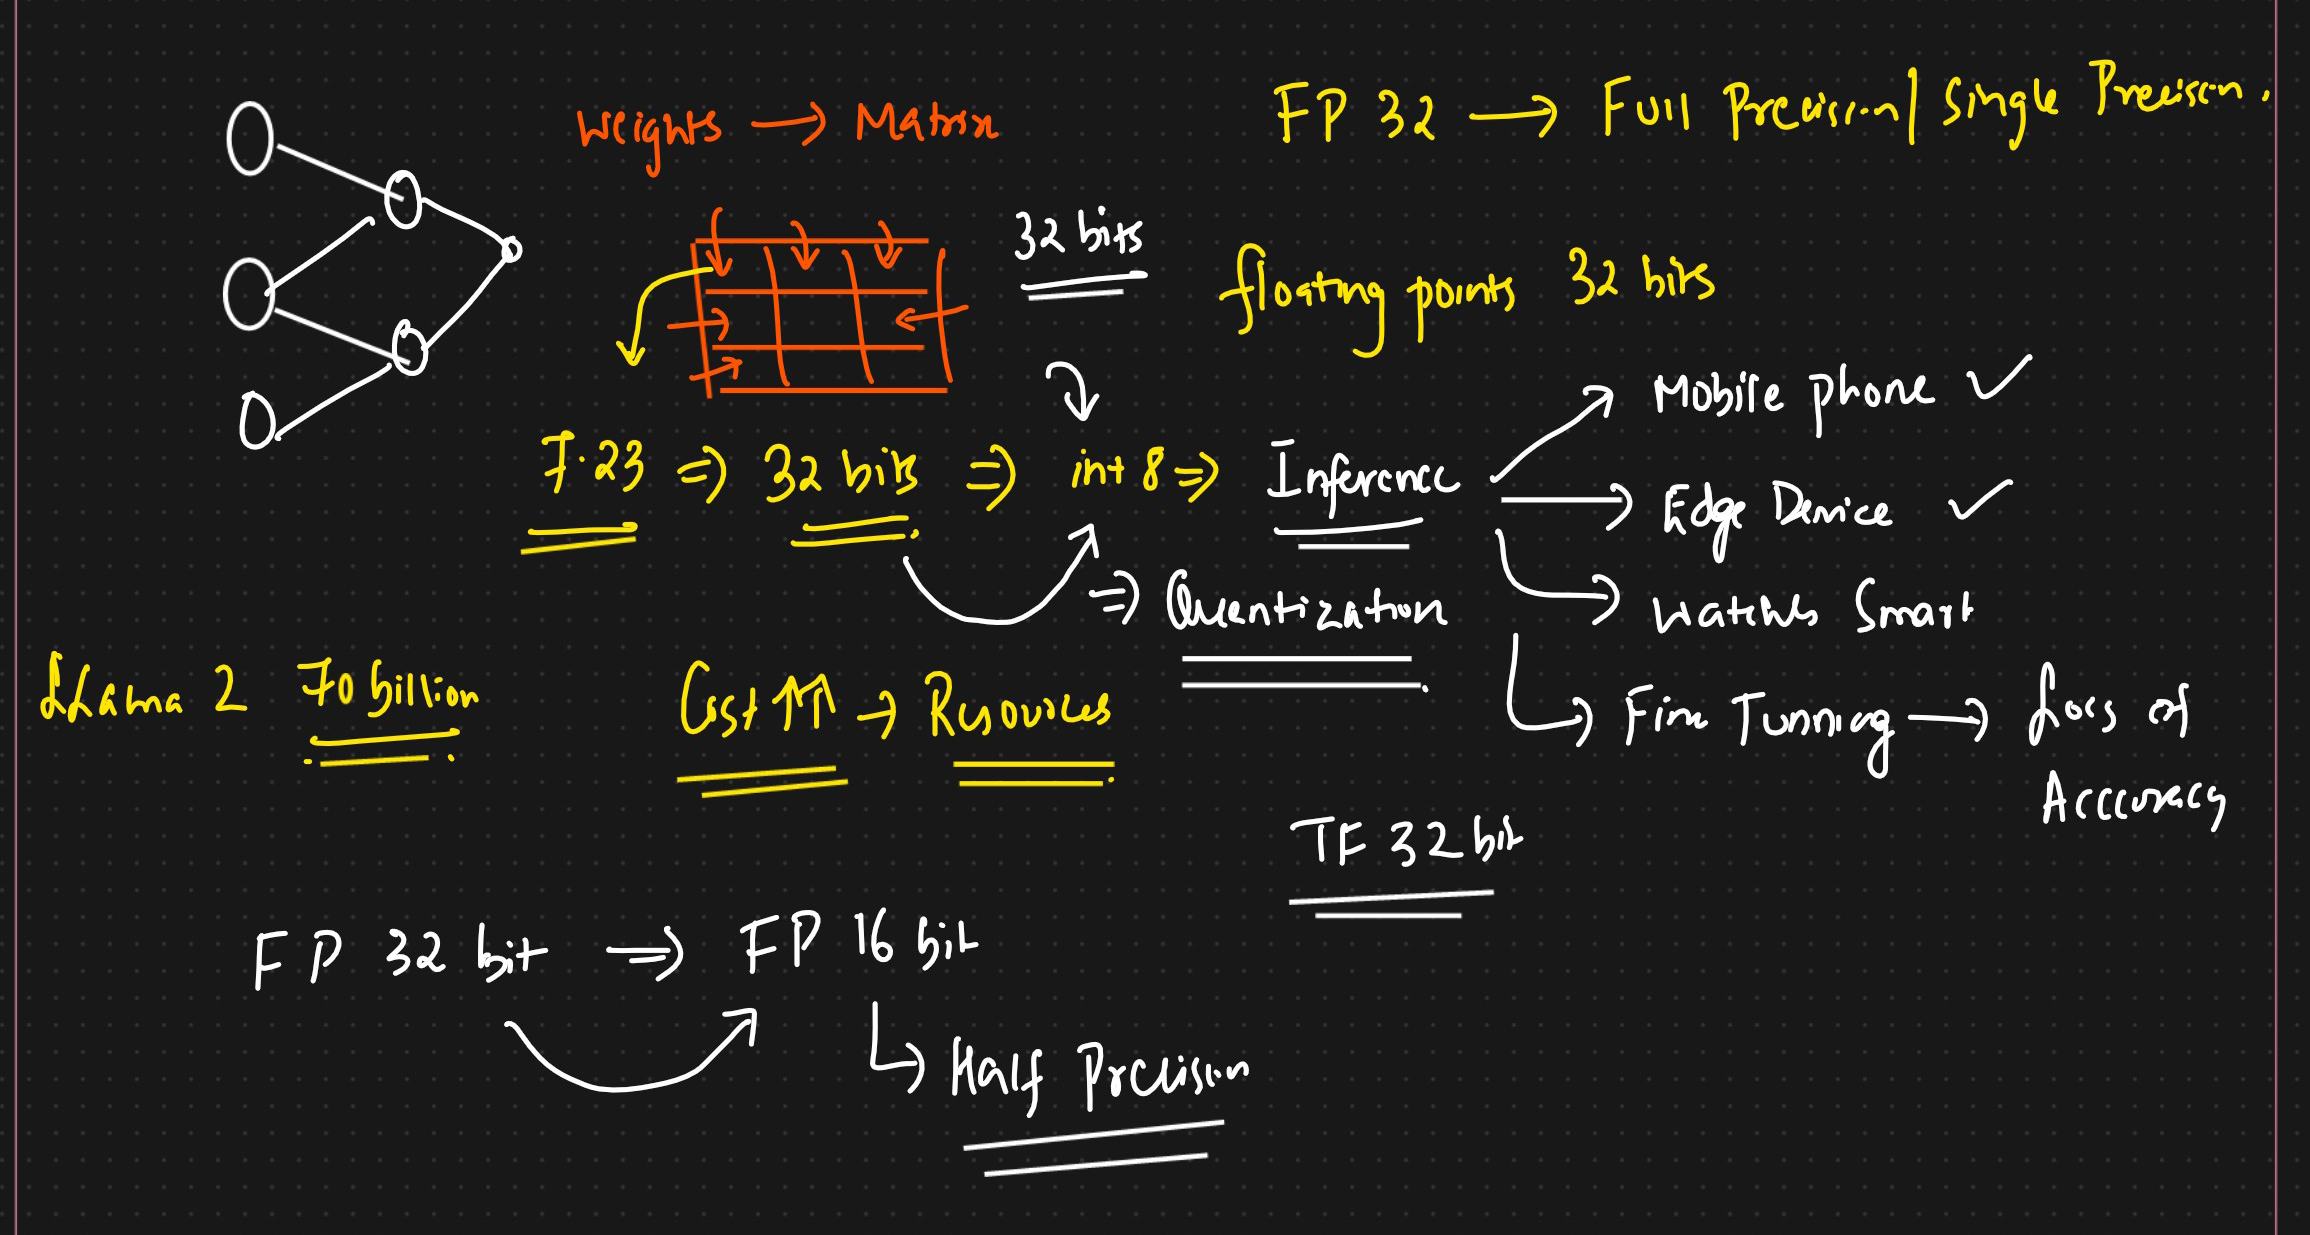 Weights → Matrix
FP 32 → Full Precision / Single Precision.
32 bits
floating points 32 bits
7.23 ⇒ 32 bits ⇒ int 8 ⇒ Inference
→ Mobile phone ✓
→ Edge Device ✓
→ Watches Smart
⇒ Quantization
→ Fine Tunning → Loss of
Acccuracy
LLama 2 70 billion
Cost ↑↑ → Resources
TF 32 bit
FP 32 bit ⇒ FP 16 bit
↳ Half Precision